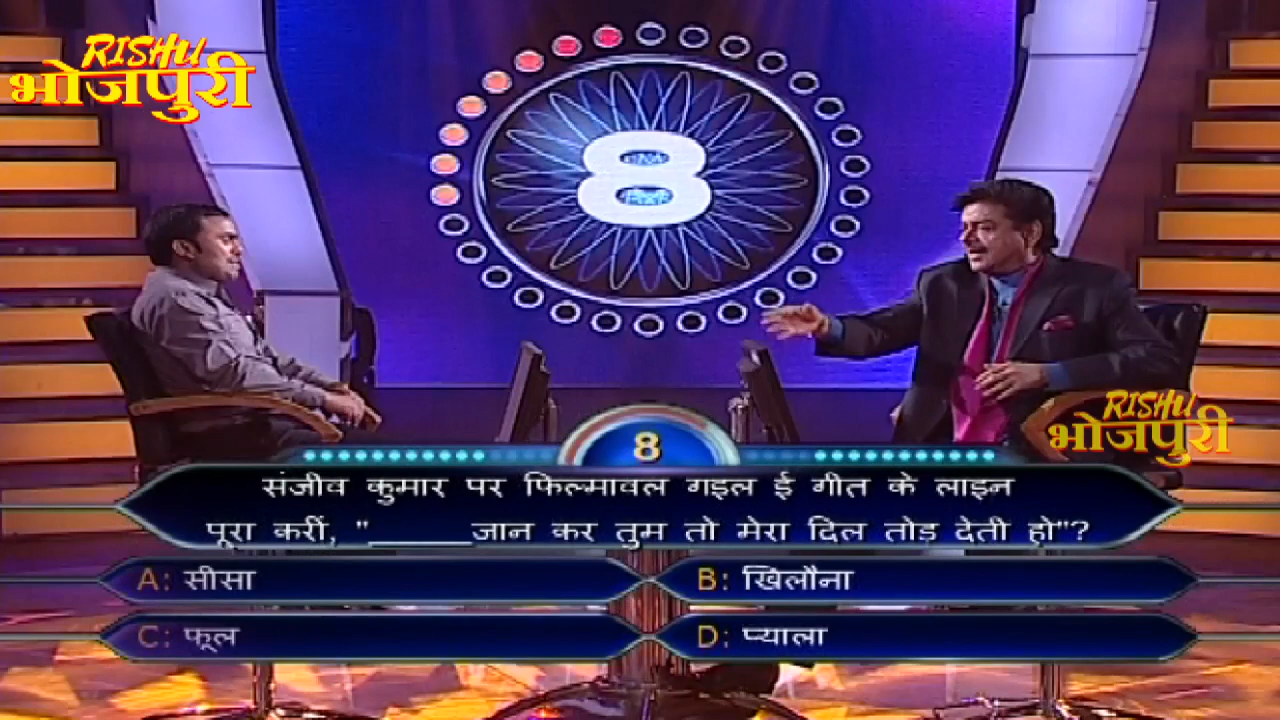 RISHU
भोजपुरी
8
RISHU
भोजपुरी
8
संजीव कुमार पर फिल्मावल गइल ई गीत के लाइन
पूरा करीं, "______जान कर तुम तो मेरा दिल तोड़ देती हो"?
A: सीसा
B: खिलौना
C: फूल
D: प्याला